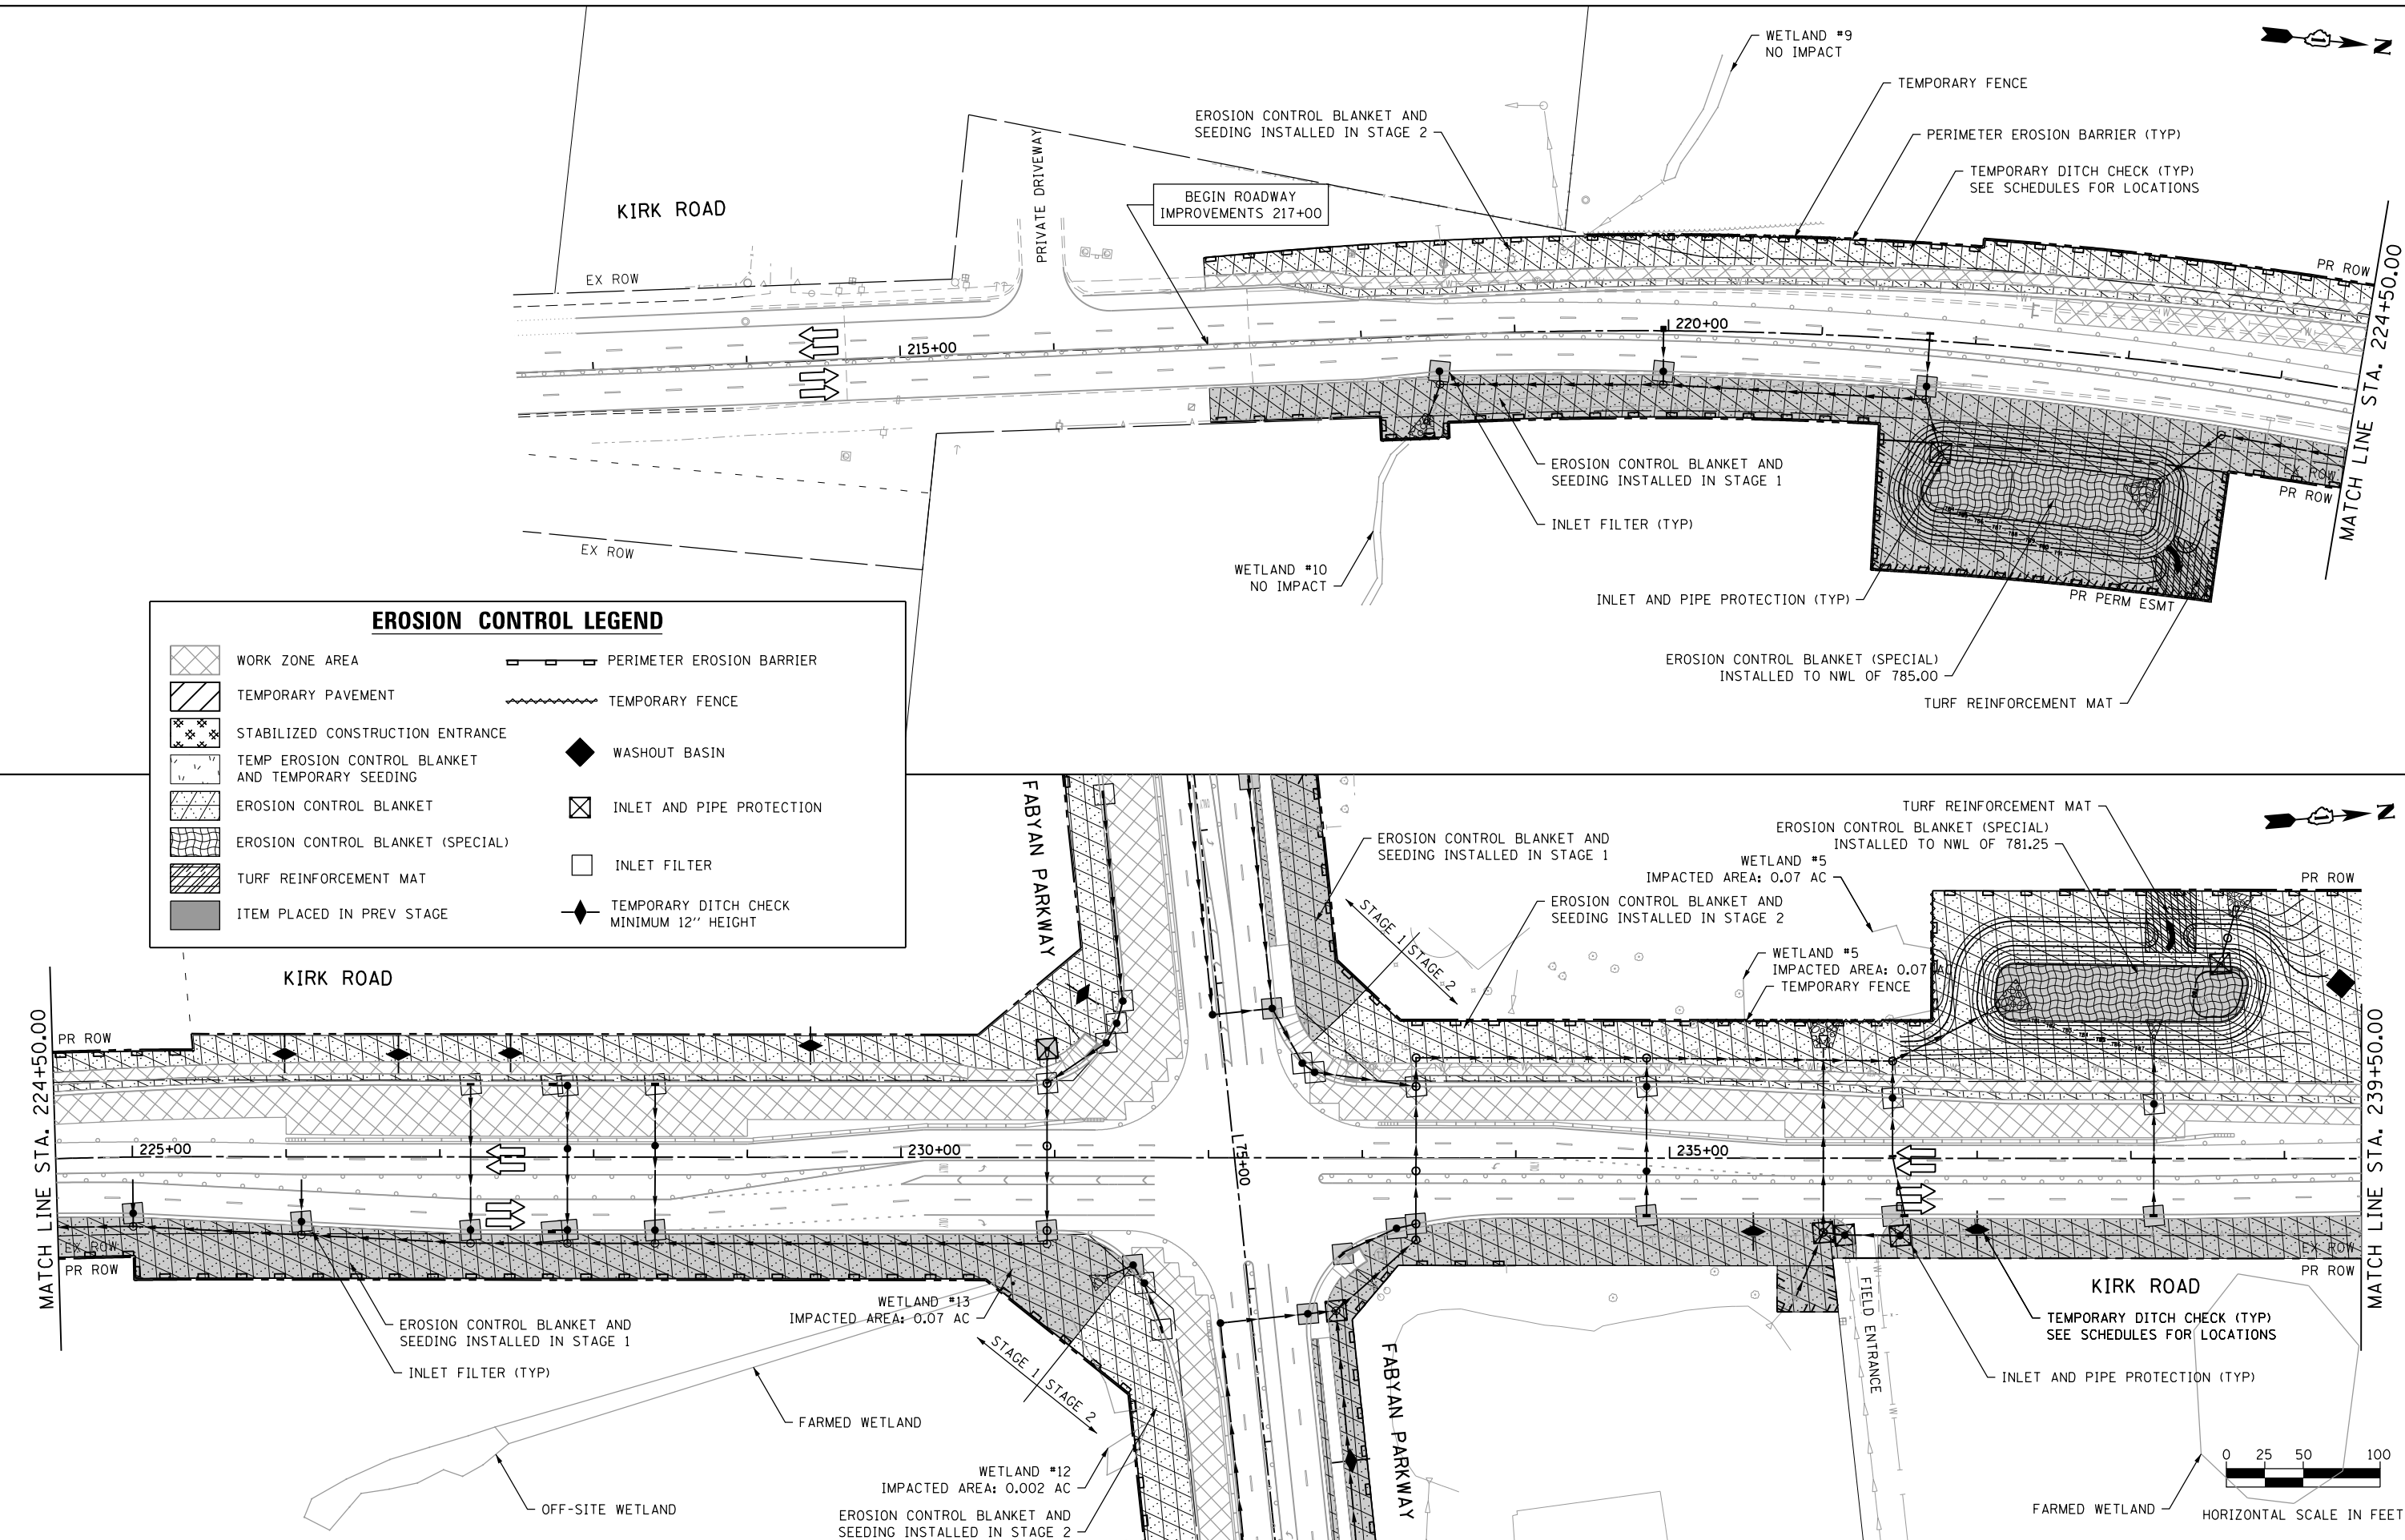 WETLAND #9
NO IMPACT
N
TEMPORARY FENCE
EROSION CONTROL BLANKET AND
SEEDING INSTALLED IN STAGE 2
PERIMETER EROSION BARRIER (TYP)
TEMPORARY DITCH CHECK (TYP)
SEE SCHEDULES FOR LOCATIONS
PRIVATE DRIVEWAY
BEGIN ROADWAY
IMPROVEMENTS 217+00
KIRK ROAD
EX ROW
PR ROW
MATCH LINE STA. 224+50.00
215+00
220+00
EX ROW
PR ROW
EROSION CONTROL BLANKET AND
SEEDING INSTALLED IN STAGE 1
INLET FILTER (TYP)
EX ROW
WETLAND #10
NO IMPACT
INLET AND PIPE PROTECTION (TYP)
PR PERM ESMT
EROSION CONTROL BLANKET (SPECIAL)
INSTALLED TO NWL OF 785.00
TURF REINFORCEMENT MAT
EROSION CONTROL LEGEND
WORK ZONE AREA
TEMPORARY PAVEMENT
STABILIZED CONSTRUCTION ENTRANCE
TEMP EROSION CONTROL BLANKET
AND TEMPORARY SEEDING
EROSION CONTROL BLANKET
EROSION CONTROL BLANKET (SPECIAL)
TURF REINFORCEMENT MAT
ITEM PLACED IN PREV STAGE
PERIMETER EROSION BARRIER
TEMPORARY FENCE
WASHOUT BASIN
INLET AND PIPE PROTECTION
INLET FILTER
TEMPORARY DITCH CHECK
MINIMUM 12" HEIGHT
FABYAN PARKWAY
EROSION CONTROL BLANKET AND
SEEDING INSTALLED IN STAGE 1
TURF REINFORCEMENT MAT
EROSION CONTROL BLANKET (SPECIAL)
INSTALLED TO NWL OF 781.25
N
WETLAND #5
IMPACTED AREA: 0.07 AC
PR ROW
EROSION CONTROL BLANKET AND
SEEDING INSTALLED IN STAGE 2
STAGE 1
STAGE 2
WETLAND #5
IMPACTED AREA: 0.07 AC
TEMPORARY FENCE
KIRK ROAD
PR ROW
MATCH LINE STA. 224+50.00
MATCH LINE STA. 239+50.00
225+00
230+00
175+00
235+00
EX ROW
PR ROW
EX ROW
PR ROW
KIRK ROAD
WETLAND #13
IMPACTED AREA: 0.07 AC
EROSION CONTROL BLANKET AND
SEEDING INSTALLED IN STAGE 1
INLET FILTER (TYP)
STAGE 1
STAGE 2
FIELD ENTRANCE
TEMPORARY DITCH CHECK (TYP)
SEE SCHEDULES FOR LOCATIONS
INLET AND PIPE PROTECTION (TYP)
FABYAN PARKWAY
FARMED WETLAND
WETLAND #12
IMPACTED AREA: 0.002 AC
OFF-SITE WETLAND
EROSION CONTROL BLANKET AND
SEEDING INSTALLED IN STAGE 2
FARMED WETLAND
0 25 50 100
HORIZONTAL SCALE IN FEET